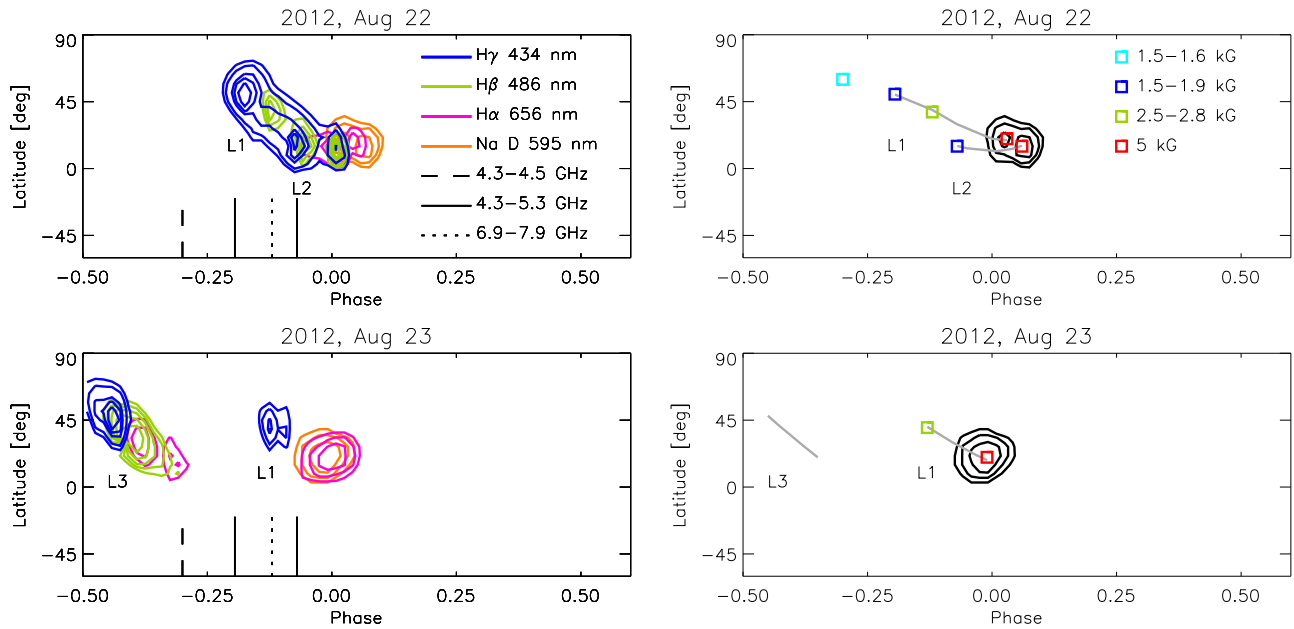 2012, Aug 22
90
45
0
−45
Latitude [deg]
Hγ 434 nm
Hβ 486 nm
Hα 656 nm
Na D 595 nm
4.3−4.5 GHz
4.3−5.3 GHz
6.9−7.9 GHz
L1
L2
−0.50
−0.25
0.00
0.25
0.50
Phase
2012, Aug 22
90
45
0
−45
Latitude [deg]
1.5−1.6 kG
1.5−1.9 kG
2.5−2.8 kG
5 kG
L1
L2
−0.50
−0.25
0.00
0.25
0.50
Phase
2012, Aug 23
90
45
0
−45
Latitude [deg]
L3
L1
−0.50
−0.25
0.00
0.25
0.50
Phase
2012, Aug 23
90
45
0
−45
Latitude [deg]
L3
L1
−0.50
−0.25
0.00
0.25
0.50
Phase